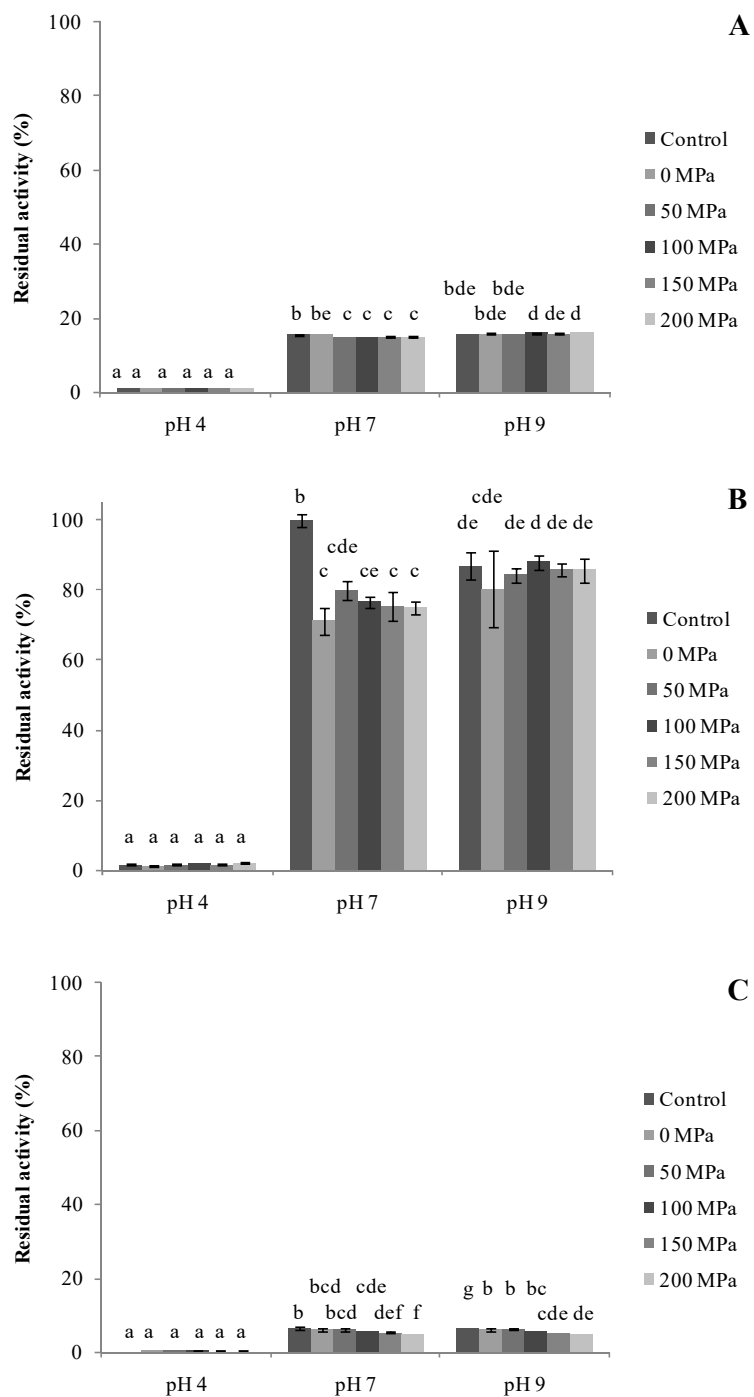 A
100
80
60
40
20
0
Residual activity (%)
bde bde
b be c c c c bde d de d
a a a a a a
pH 4 pH 7 pH 9
Control
0 MPa
50 MPa
100 MPa
150 MPa
200 MPa
B
100
80
60
40
20
0
Residual activity (%)
b cde
cde de de d de de
c ce c c
a a a a a a
pH 4 pH 7 pH 9
Control
0 MPa
50 MPa
100 MPa
150 MPa
200 MPa
C
100
80
60
40
20
0
Residual activity (%)
bcd cde g b b bc
b bcd def f cde de
a a a a a a
pH 4 pH 7 pH 9
Control
0 MPa
50 MPa
100 MPa
150 MPa
200 MPa